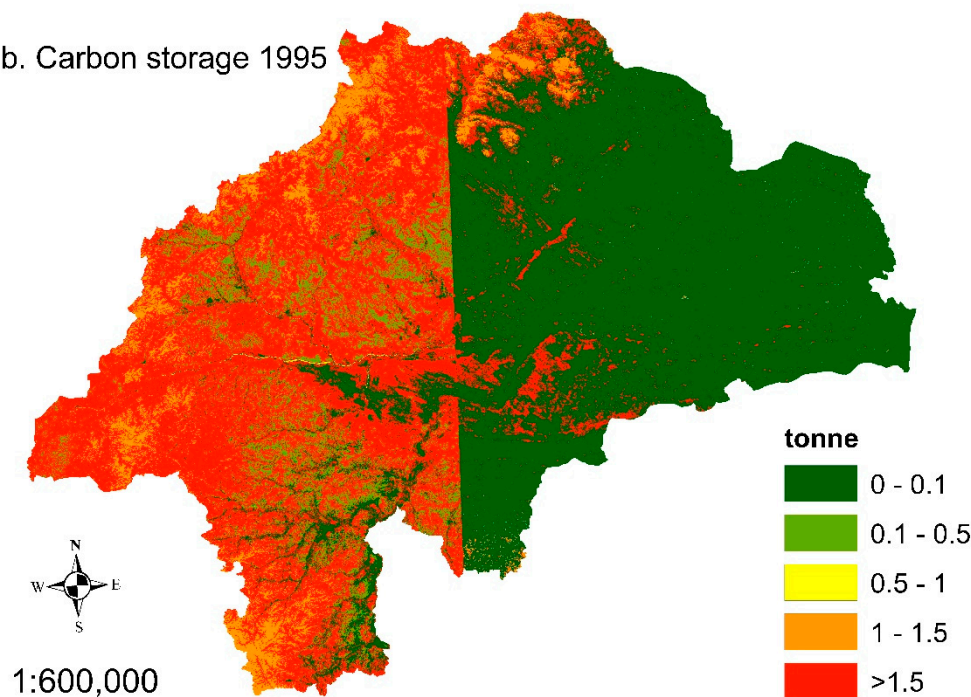 b. Carbon storage 1995
tonne
0 - 0.1
0.1 - 0.5
0.5 - 1
1 - 1.5
>1.5
N
W E
S
1:600,000